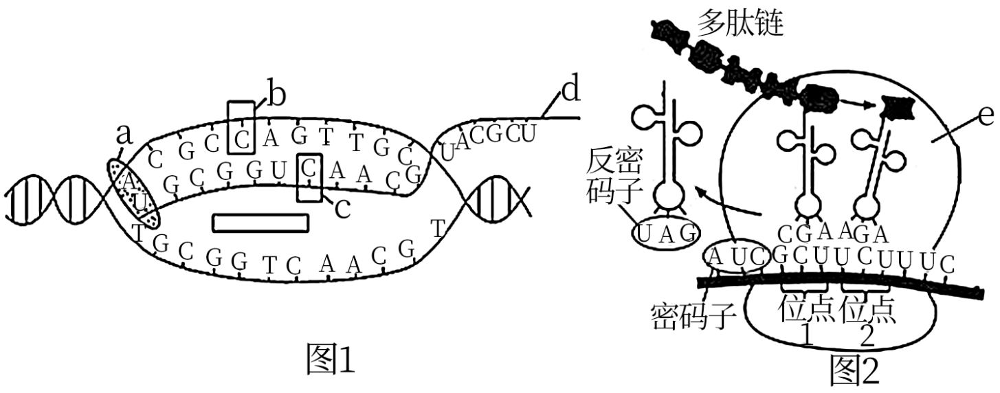 a
b
c
d
C G C C A G T T G C
A G C G G U C A A C G U A C G C U
U
T G C G G T C A A C G T
图1
多肽链
e
反密
码子
U A G
C G A A G A
A U C G C U U C U U U C
密码子
位点 位点
1 2
图2